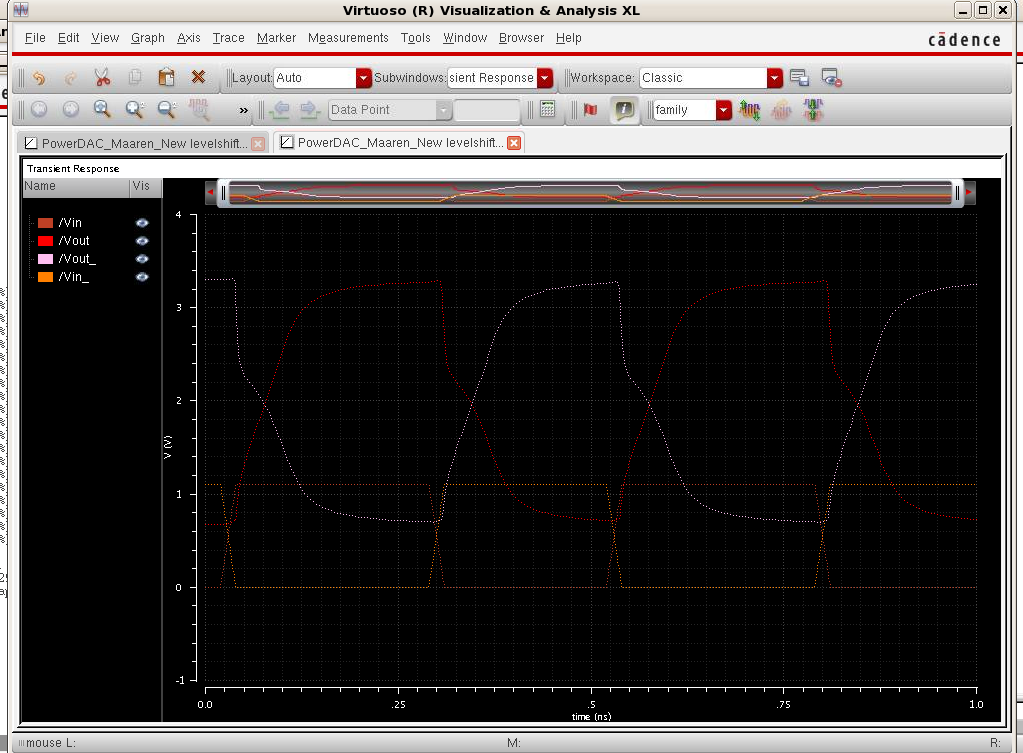 Virtuoso (R) Visualization & Analysis XL
File Edit View Graph Axis Trace Marker Measurements Tools Window Browser Help
cādence
Layout: Auto Subwindows: sient Response Workspace: Classic
» Data Point family
PowerDAC_Maaren_New levelshift... PowerDAC_Maaren_New levelshift...
Transient Response
Name Vis
/Vin
/Vout
/Vout_
/Vin_
4
3
2
V (V)
1
0
-1
0.0 .25 .5 .75 1.0
time (ns)
mouse L: M: R: